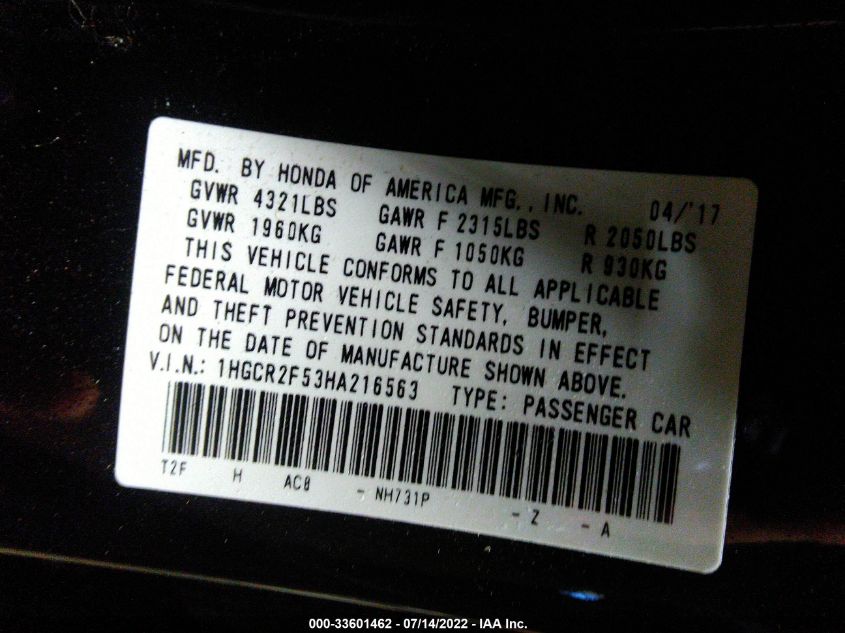 MFD. BY HONDA OF AMERICA MFG., INC. 04/'17
GVWR 4321LBS GAWR F 2315LBS R 2050LBS
GVWR 1960KG GAWR F 1050KG R 930KG
THIS VEHICLE CONFORMS TO ALL APPLICABLE
FEDERAL MOTOR VEHICLE SAFETY, BUMPER,
AND THEFT PREVENTION STANDARDS IN EFFECT
ON THE DATE OF MANUFACTURE SHOWN ABOVE.
V.I.N.: 1HGCR2F53HA216563 TYPE: PASSENGER CAR
T2F H AC8 - NH731P - Z - A
000-33601462 - 07/14/2022 - IAA Inc.